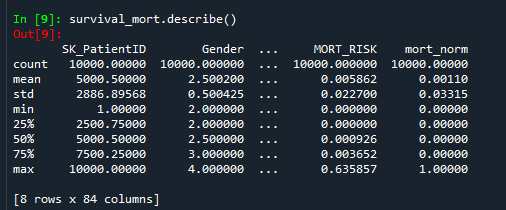 In [9]: survival_mort.describe()
Out[9]:
SK_PatientID Gender ... MORT_RISK mort_norm
count 10000.00000 10000.000000 ... 10000.000000 10000.00000
mean 5000.50000 2.500200 ... 0.005862 0.00110
std 2886.89568 0.500425 ... 0.022700 0.03315
min 1.00000 2.000000 ... 0.000000 0.00000
25% 2500.75000 2.000000 ... 0.000000 0.00000
50% 5000.50000 2.500000 ... 0.000926 0.00000
75% 7500.25000 3.000000 ... 0.003652 0.00000
max 10000.00000 4.000000 ... 0.635857 1.00000
[8 rows x 84 columns]